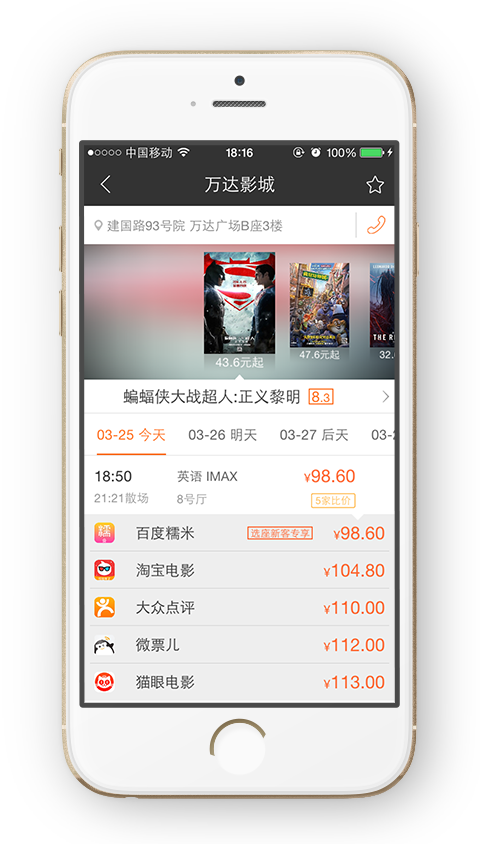 中国移动 18:16 100%
万达影城
建国路93号院 万达广场B座3楼
43.6元起 47.6元起 32.
蝙蝠侠大战超人:正义黎明 8.3
03-25 今天 03-26 明天 03-27 后天 03-2
18:50 英语 IMAX ¥98.60
21:21散场 8号厅 5家比价
百度糯米 选座新客专享 ¥98.60
淘宝电影 ¥104.80
大众点评 ¥110.00
微票儿 ¥112.00
猫眼电影 ¥113.00